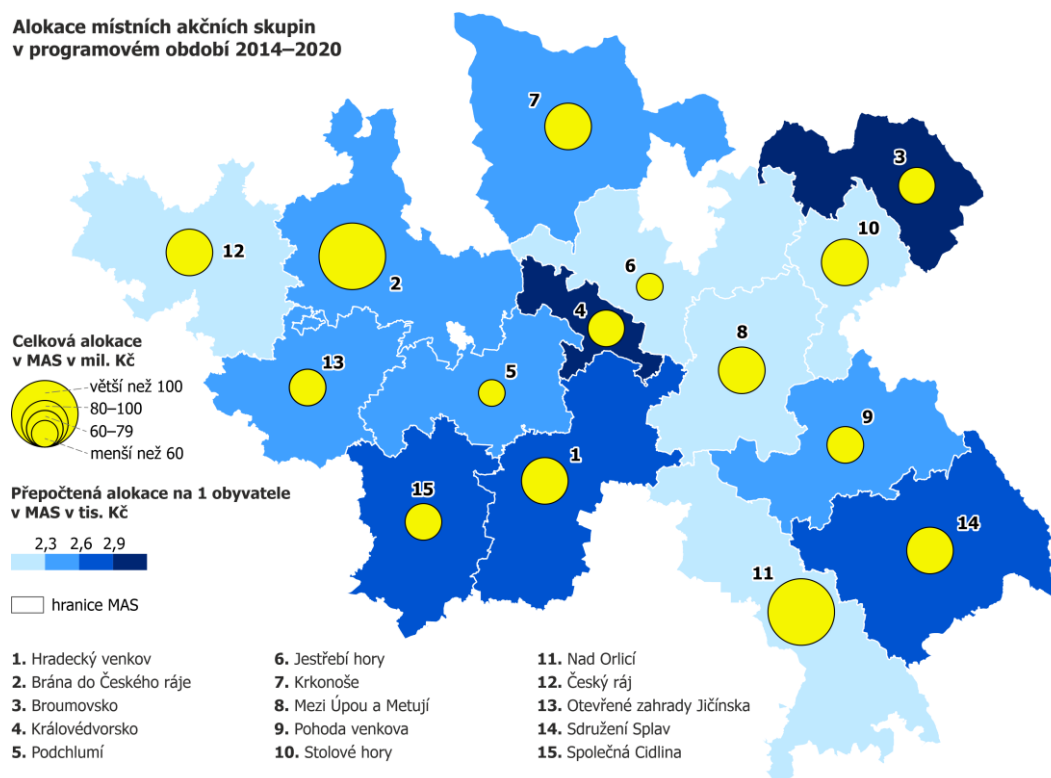 Alokace místních akčních skupin
v programovém období 2014–2020
7
3
12
10
2
6
4
8
Celková alokace
v MAS v mil. Kč
větší než 100
80–100
60–79
menší než 60
13
5
9
1
15
14
11
Přepočtená alokace na 1 obyvatele
v MAS v tis. Kč
2,3 2,6 2,9
hranice MAS
1. Hradecký venkov
2. Brána do Českého ráje
3. Broumovsko
4. Královédvorsko
5. Podchlumí
6. Jestřebí hory
7. Krkonoše
8. Mezi Úpou a Metují
9. Pohoda venkova
10. Stolové hory
11. Nad Orlicí
12. Český ráj
13. Otevřené zahrady Jičínska
14. Sdružení Splav
15. Společná Cidlina